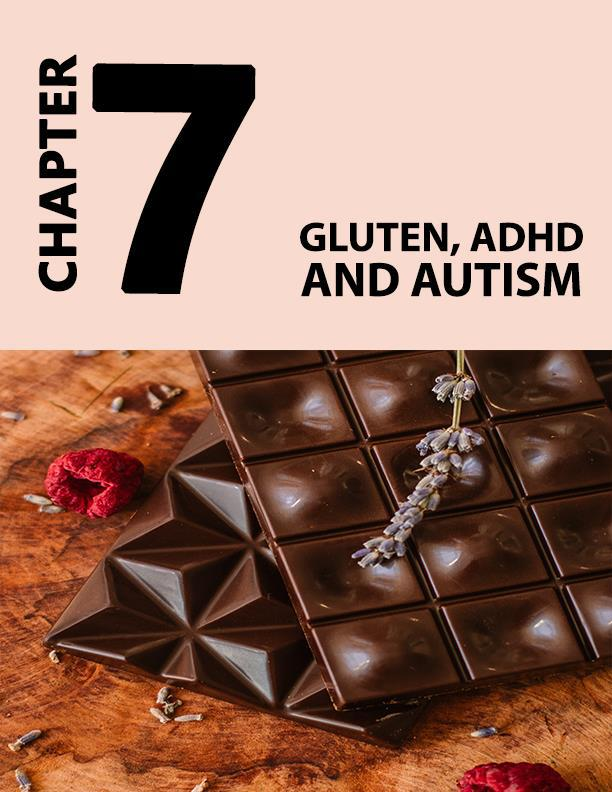 CHAPTER
7
GLUTEN, ADHD
AND AUTISM